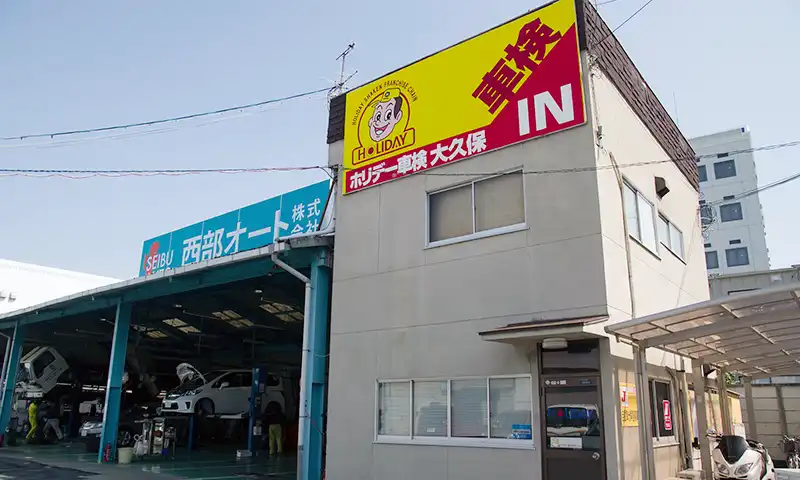 HOLIDAY SHAKEN FRANCHISE CHAIN
HOLIDAY
車検
IN
ホリデー車検 大久保
SEIBU
西部オート
株式
会社